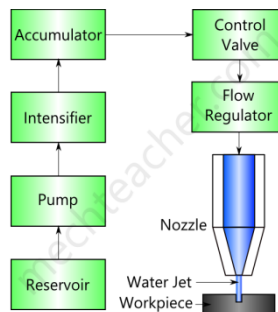 Accumulator
Control
Valve
Intensifier
Flow
Regulator
Pump
Nozzle
Reservoir
Water Jet
Workpiece
mechteacher.com